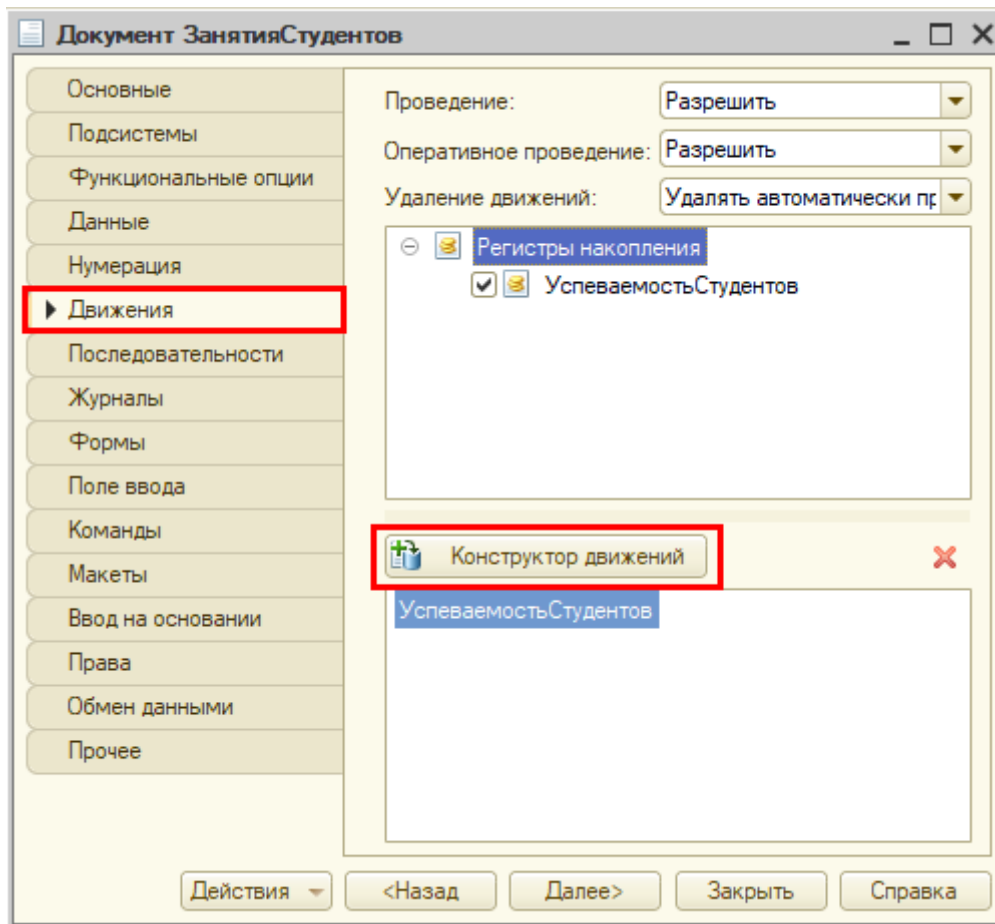 Документ ЗанятияСтудентов
Основные
Подсистемы
Функциональные опции
Данные
Нумерация
Движения
Последовательности
Журналы
Формы
Поле ввода
Команды
Макеты
Ввод на основании
Права
Обмен данными
Прочее
Проведение: Разрешить
Оперативное проведение: Разрешить
Удаление движений: Удалять автоматически пр
Регистры накопления
УспеваемостьСтудентов
Конструктор движений
УспеваемостьСтудентов
Действия <Назад Далее> Закрыть Справка